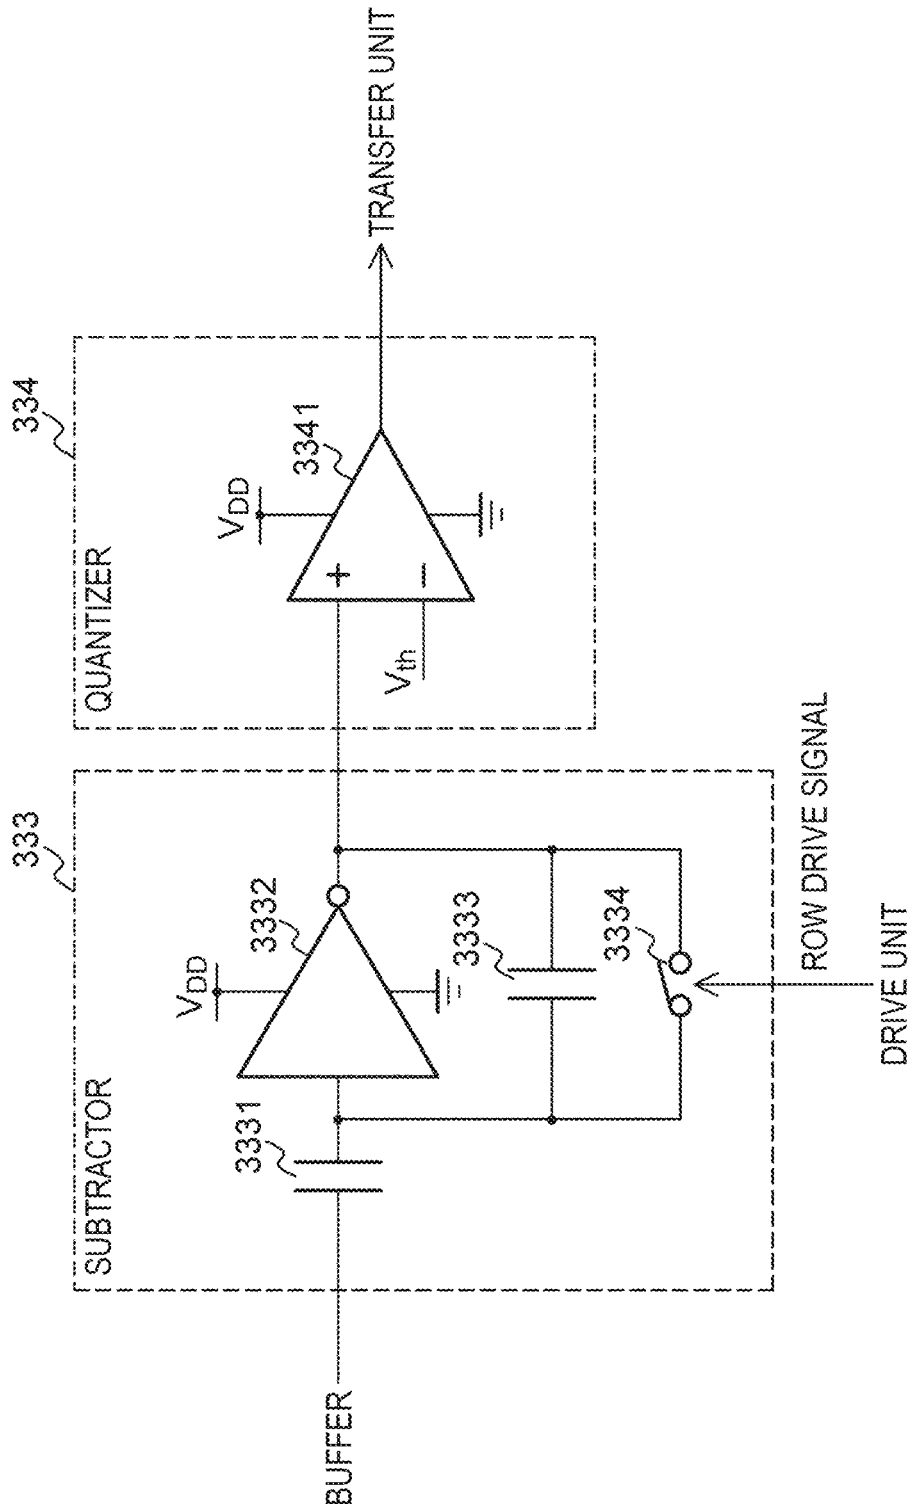 334
QUANTIZER
V_DD
3341
+
−
V_th
TRANSFER UNIT
333
SUBTRACTOR
V_DD
3332
3331
3333
3334
BUFFER
ROW DRIVE SIGNAL
DRIVE UNIT